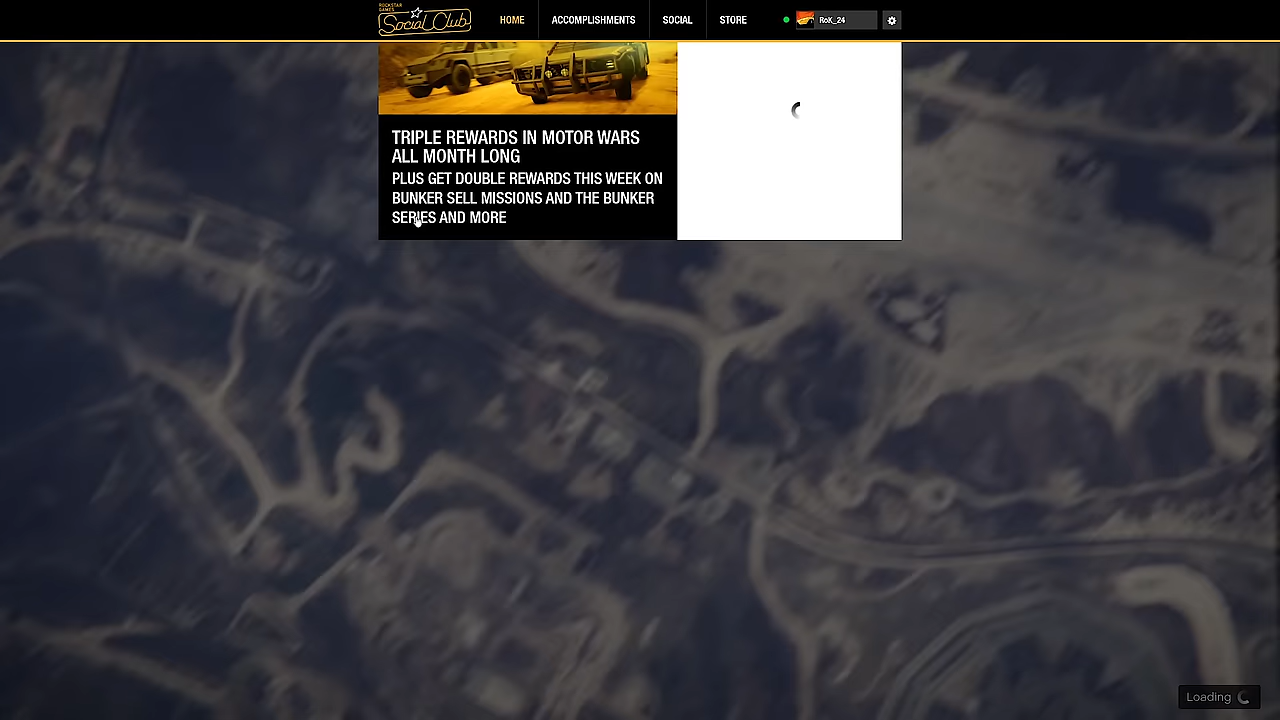 ROCKSTAR
GAMES
Social Club
HOME
ACCOMPLISHMENTS
SOCIAL
STORE
RoK_24
TRIPLE REWARDS IN MOTOR WARS
ALL MONTH LONG
PLUS GET DOUBLE REWARDS THIS WEEK ON
BUNKER SELL MISSIONS AND THE BUNKER
SERIES AND MORE
Loading